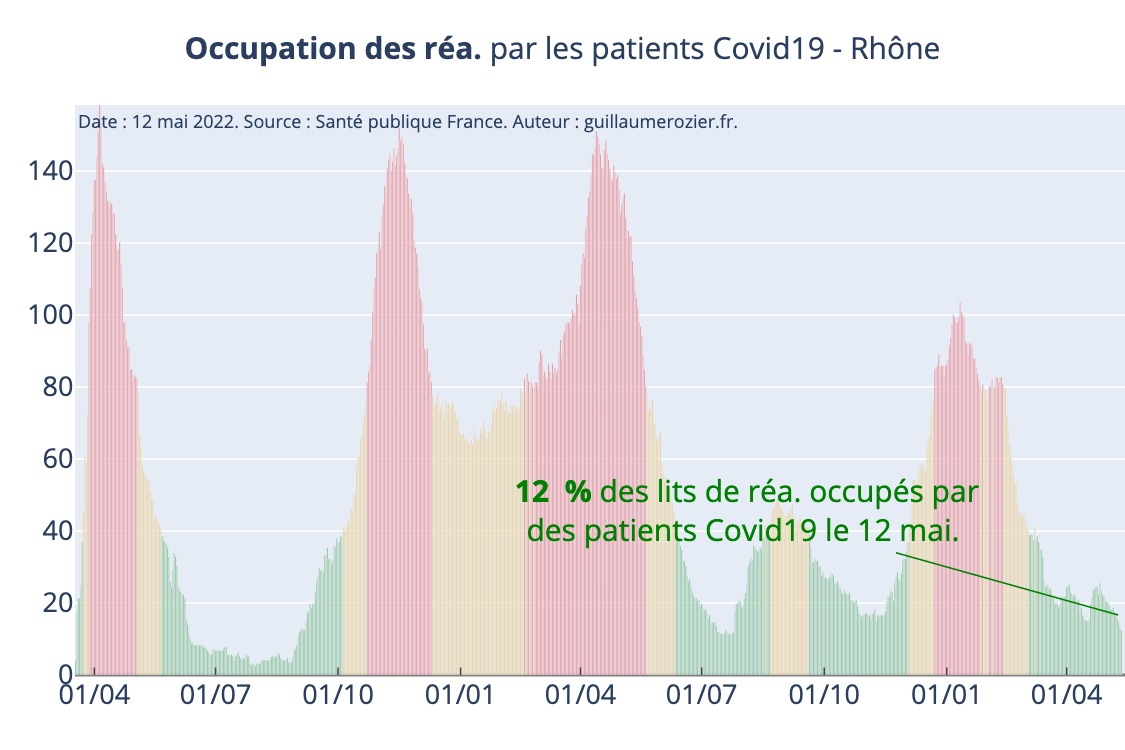 Occupation des réa. par les patients Covid19 - Rhône
Date : 12 mai 2022. Source : Santé publique France. Auteur : guillaumerozier.fr.
140
120
100
80
60
12  % des lits de réa. occupés par
des patients Covid19 le 12 mai.
40
20
0
01/04 01/07 01/10 01/01 01/04 01/07 01/10 01/01 01/04